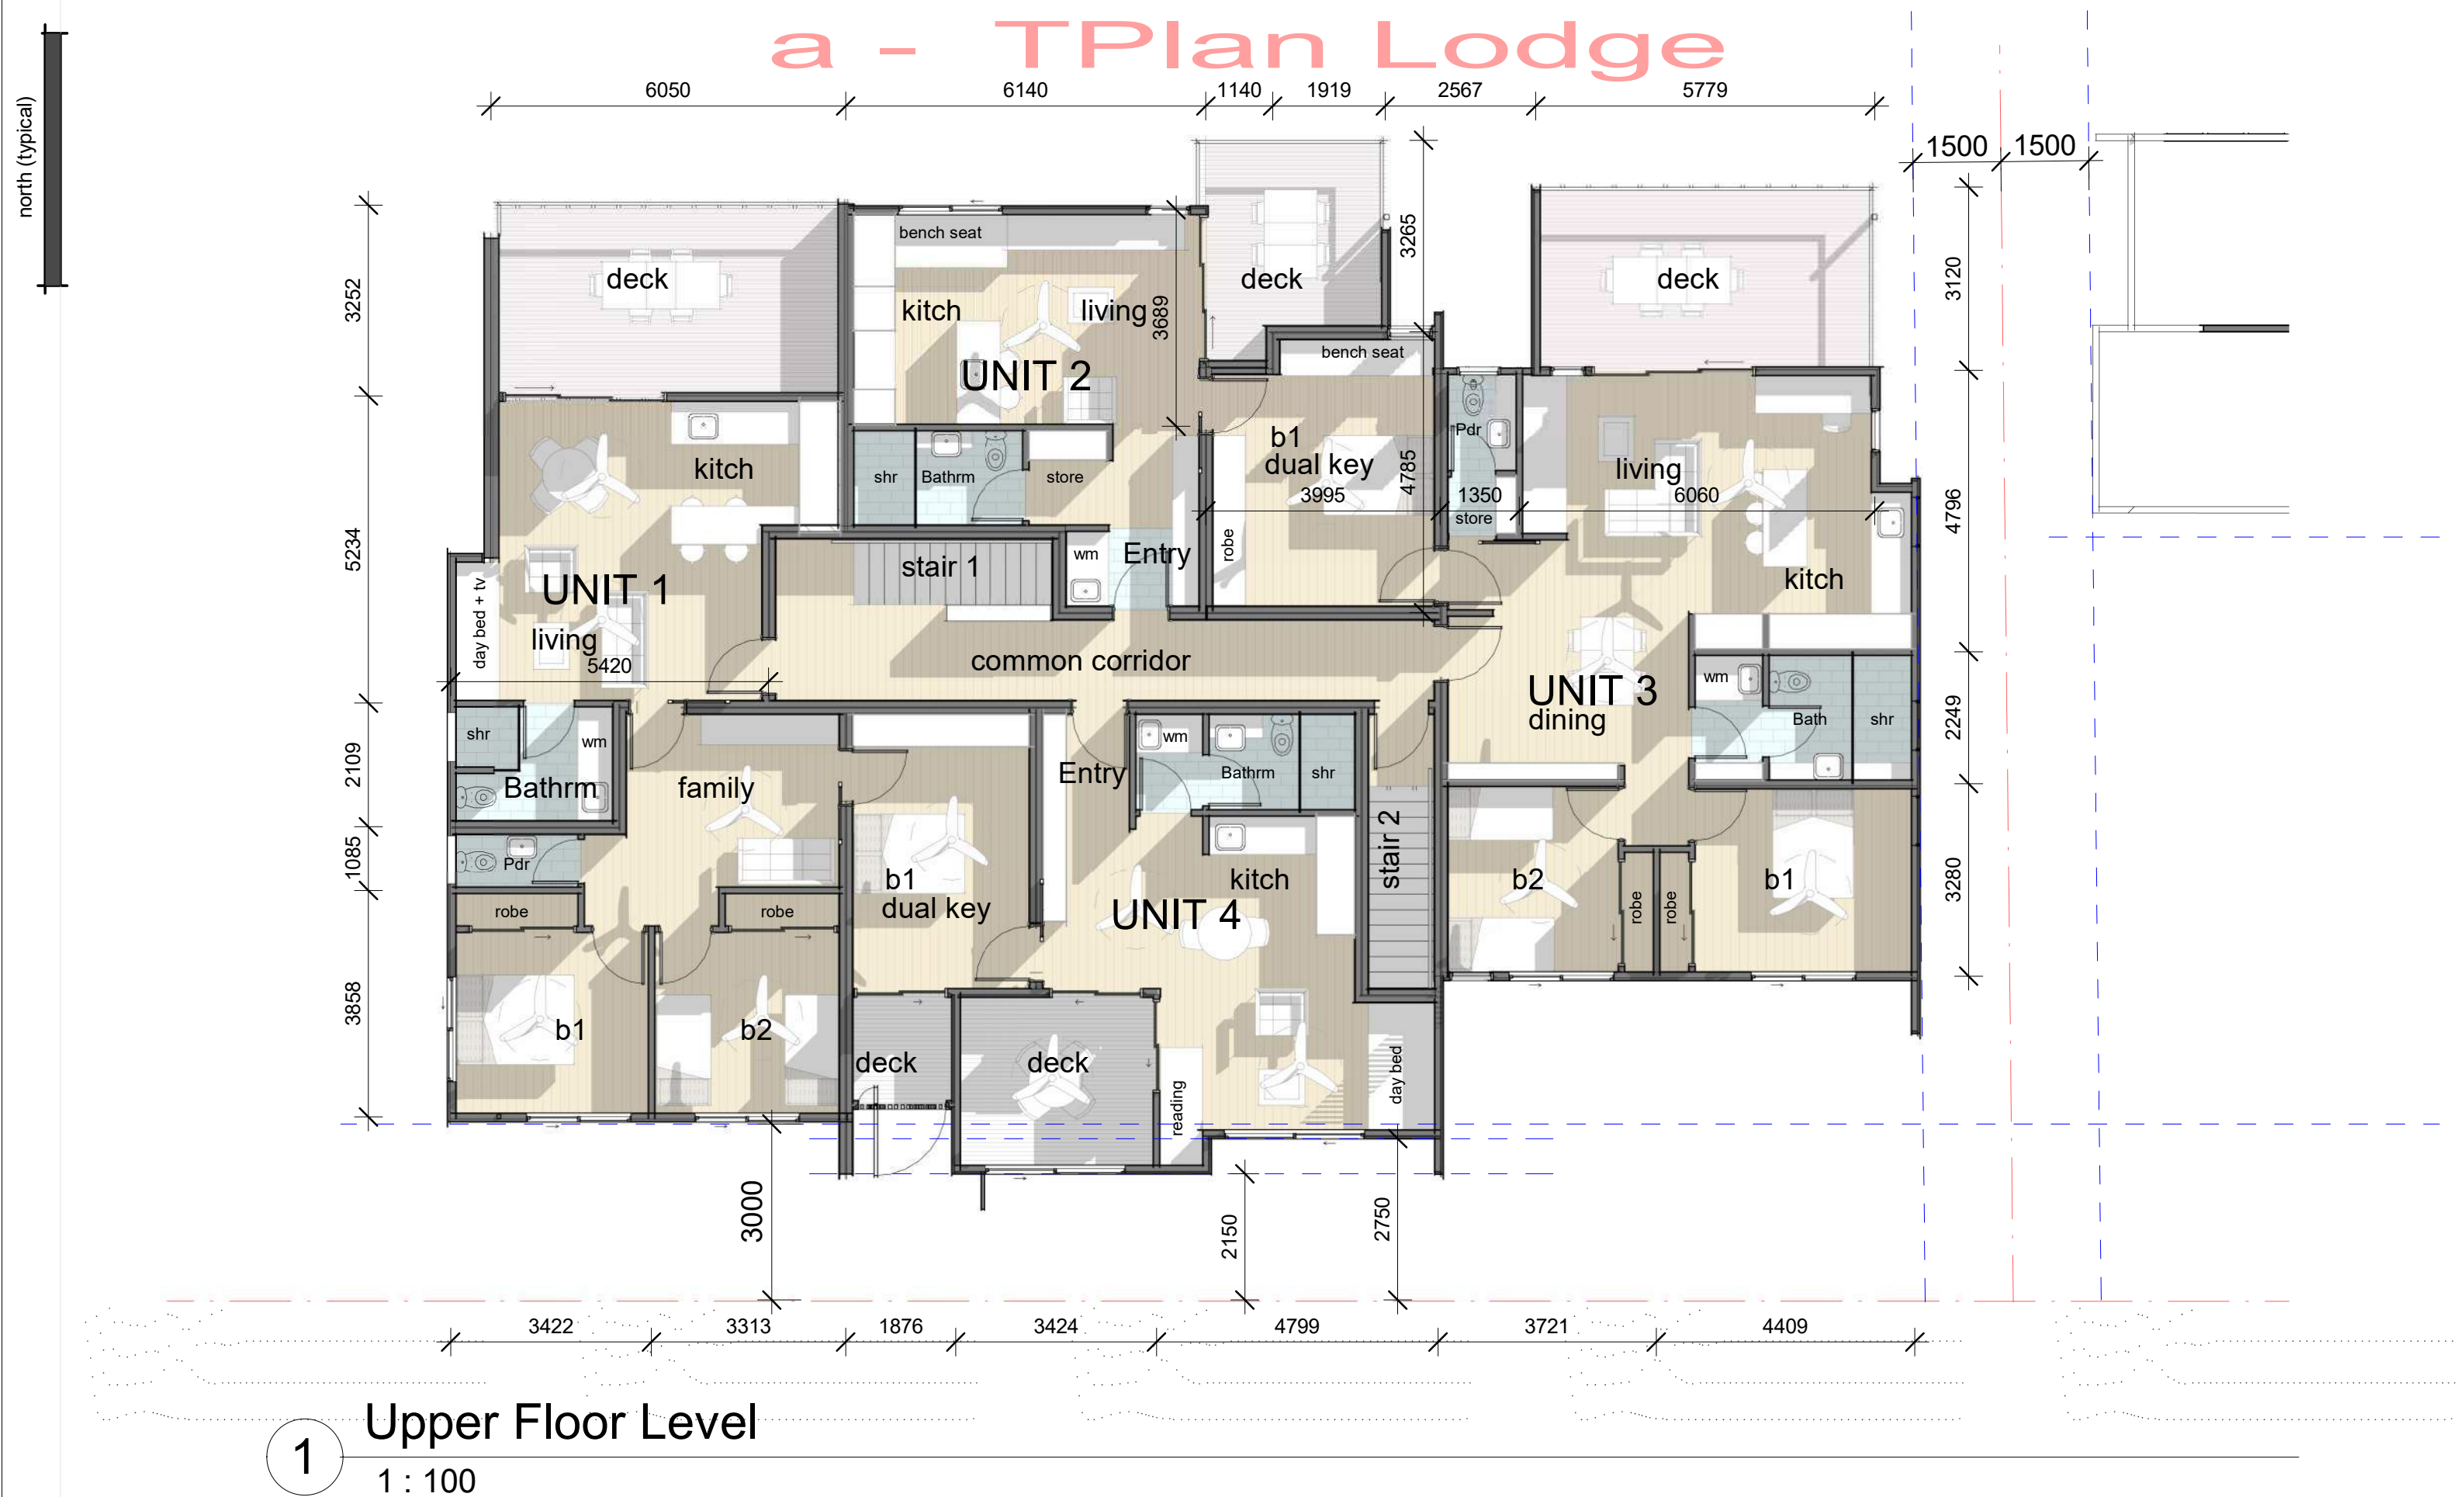 a - TPlan Lodge
north (typical)
6050
6140
1140
1919
2567
5779
1500
1500
3252
5234
2109
1085
3858
deck
bench seat
kitch
living
3689
UNIT 2
deck
3265
bench seat
deck
3120
4796
2249
3280
kitch
shr
Bathrm
store
b1
dual key
4785
3995
robe
Pdr
1350
store
living
6060
kitch
wm
Entry
stair 1
UNIT 1
day bed + tv
living
5420
common corridor
UNIT 3
dining
wm
Bath
shr
shr
wm
Bathrm
family
Entry
wm
Bathrm
shr
Pdr
robe
robe
b1
dual key
kitch
UNIT 4
stair 2
b2
robe
robe
b1
b1
b2
deck
deck
reading
day bed
3000
2150
2750
3422
3313
1876
3424
4799
3721
4409
1
Upper Floor Level
1 : 100